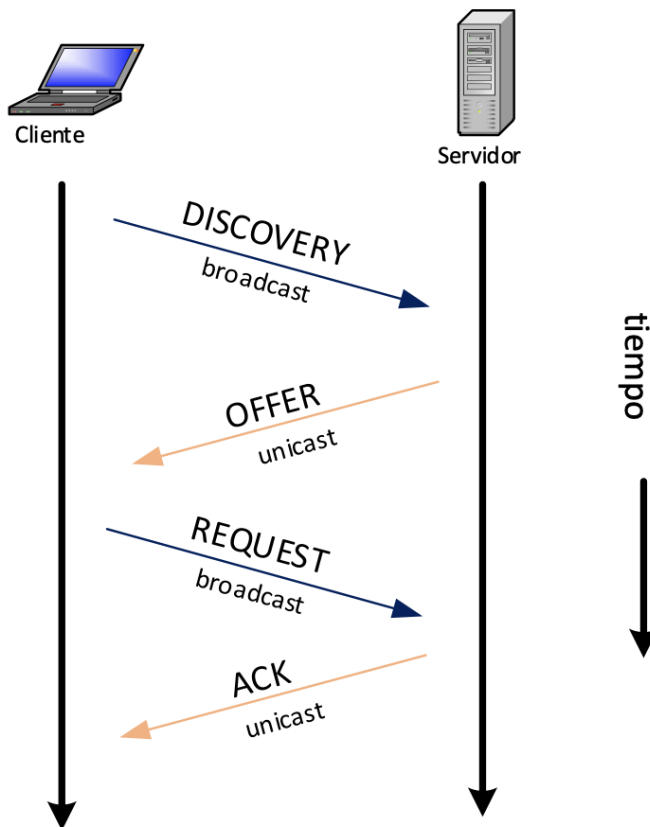 Cliente
Servidor
DISCOVERY
broadcast
OFFER
unicast
REQUEST
broadcast
ACK
unicast
tiempo